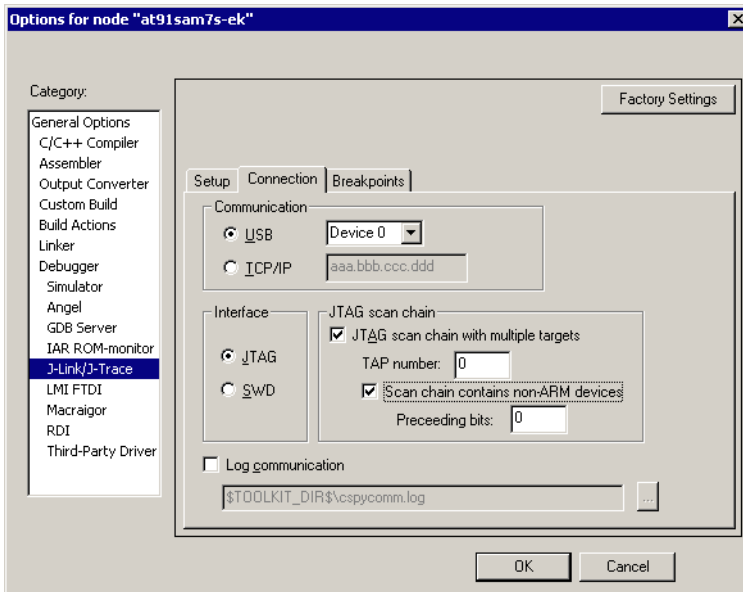 Options for node "at91sam7s-ek"
Category:
General Options
C/C++ Compiler
Assembler
Output Converter
Custom Build
Build Actions
Linker
Debugger
Simulator
Angel
GDB Server
IAR ROM-monitor
J-Link/J-Trace
LMI FTDI
Macraigor
RDI
Third-Party Driver
Factory Settings
Setup Connection Breakpoints
Communication
USB Device 0
TCP/IP aaa.bbb.ccc.ddd
Interface
JTAG
SWD
JTAG scan chain
JTAG scan chain with multiple targets
TAP number: 0
Scan chain contains non-ARM devices
Preceeding bits: 0
Log communication
$TOOLKIT_DIR$\cspycomm.log ...
OK Cancel